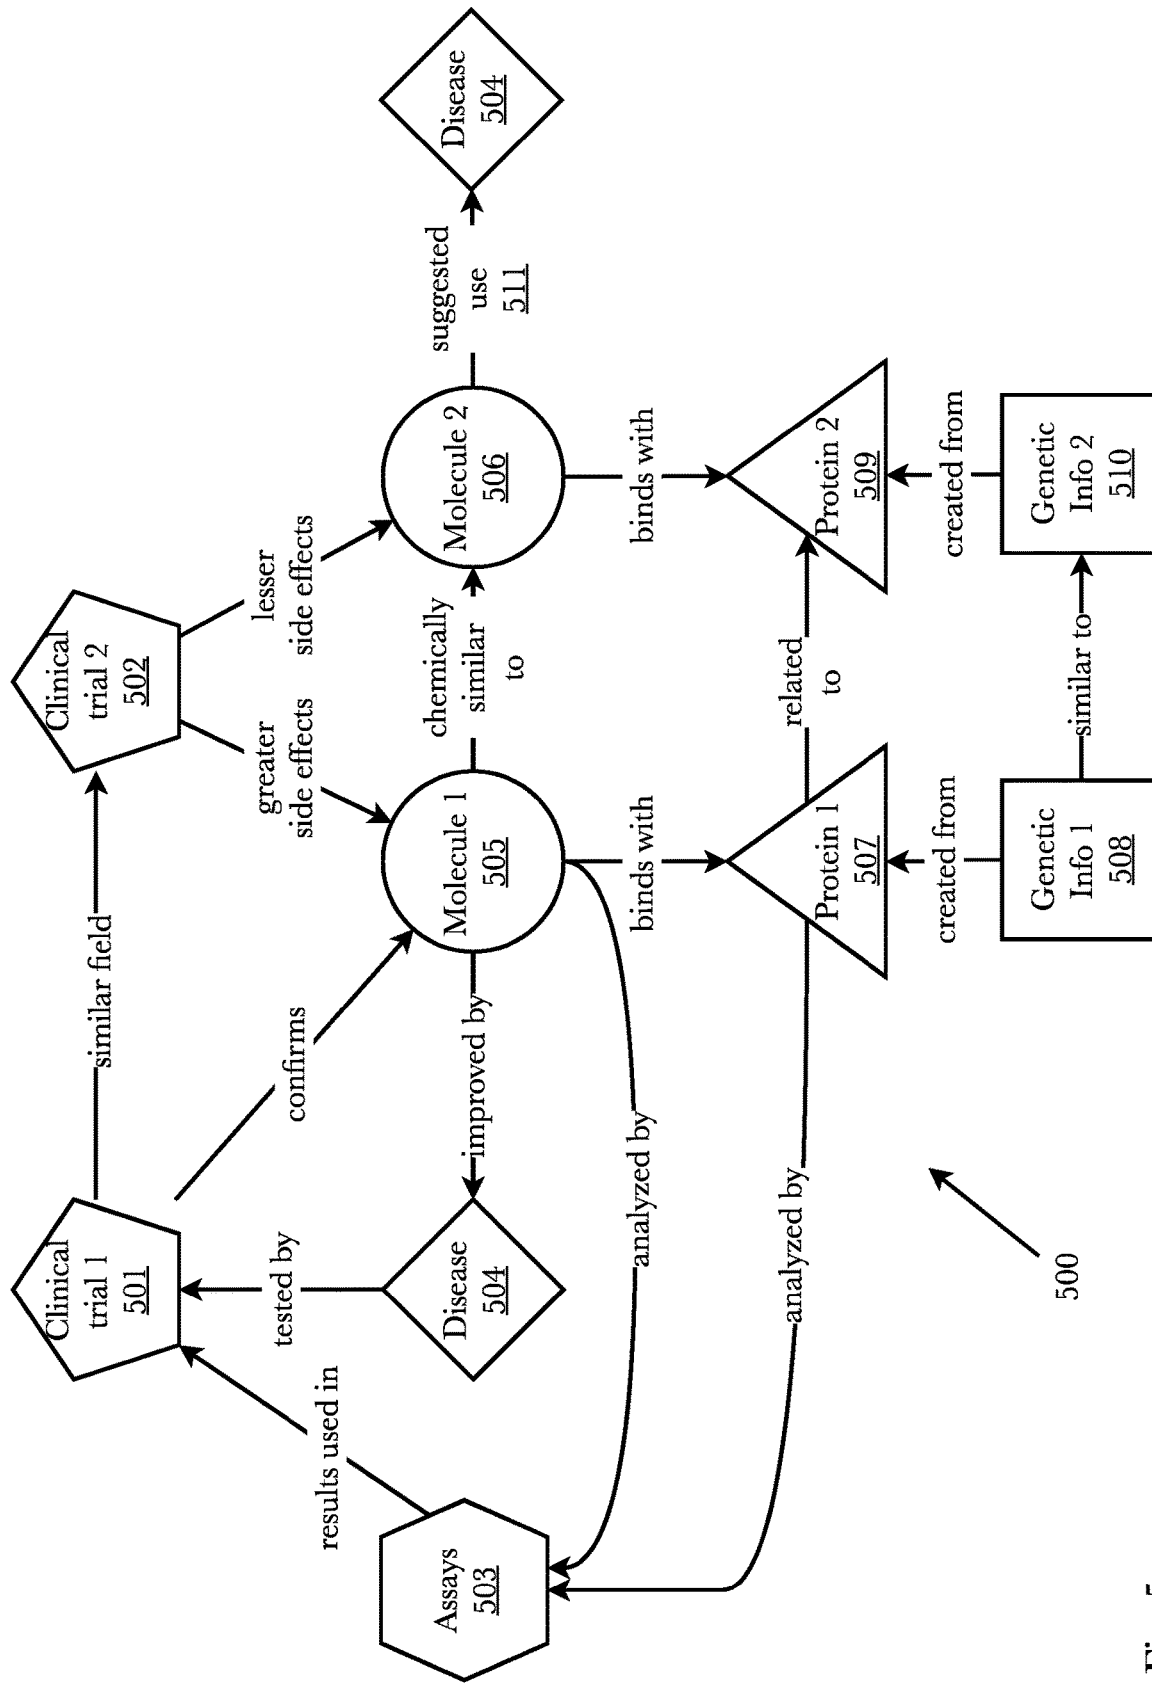 Clinical
trial 1
501
similar field
Clinical
trial 2
502
results used in
tested by
confirms
greater
side effects
lesser
side effects
Assays
503
Disease
504
improved by
Molecule 1
505
chemically
similar
to
Molecule 2
506
suggested
use
511
Disease
504
analyzed by
binds with
binds with
analyzed by
Protein 1
507
related
to
Protein 2
509
created from
created from
500
Genetic
Info 1
508
similar to
Genetic
Info 2
510